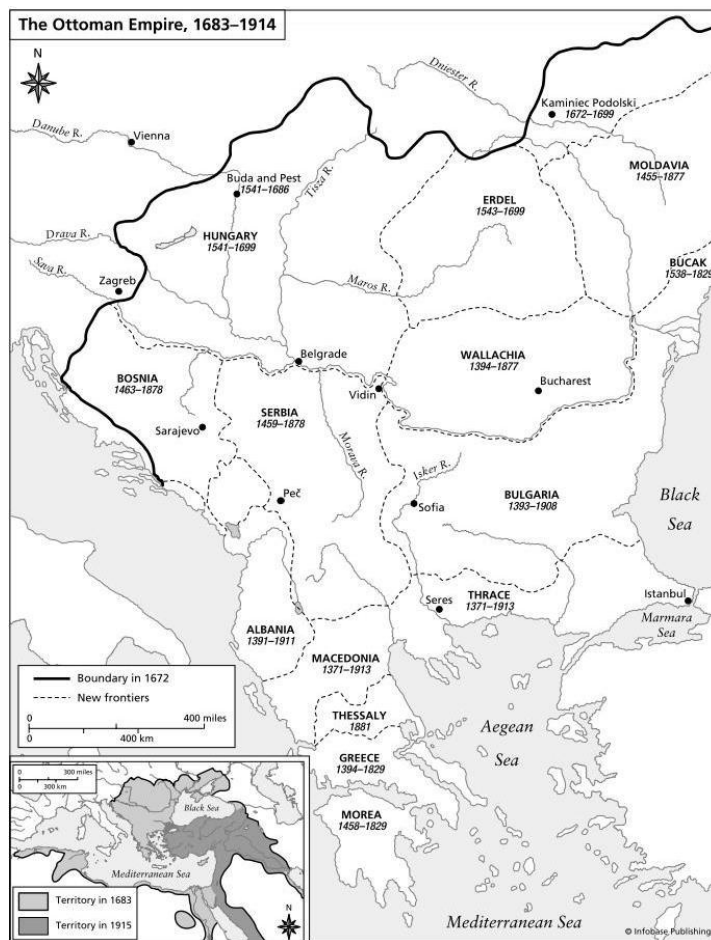 The Ottoman Empire, 1683–1914
N
Dniester R.
Kaminiec Podolski
1672–1699
Danube R.
Vienna
MOLDAVIA
1455–1877
Buda and Pest
1541–1686
Tisza R.
ERDEL
1543–1699
HUNGARY
1541–1699
Drava R.
Sava R.
BUCAK
1538–1829
Zagreb
Maros R.
Belgrade
WALLACHIA
1394–1877
BOSNIA
1463–1878
Vidin
Bucharest
SERBIA
1459–1878
Sarajevo
Morava R.
Isker R.
Peč
BULGARIA
1393–1908
Black
Sea
Sofia
THRACE
1371–1913
Istanbul
Seres
Marmara
Sea
ALBANIA
1391–1911
MACEDONIA
1371–1913
Boundary in 1672
New frontiers
0 400 miles
0 400 km
THESSALY
1881
Aegean
Sea
GREECE
1394–1829
MOREA
1458–1829
0 300 miles
0 300 km
Black Sea
Mediterranean Sea
Territory in 1683
Territory in 1915
N
Mediterranean Sea
© Infobase Publishing